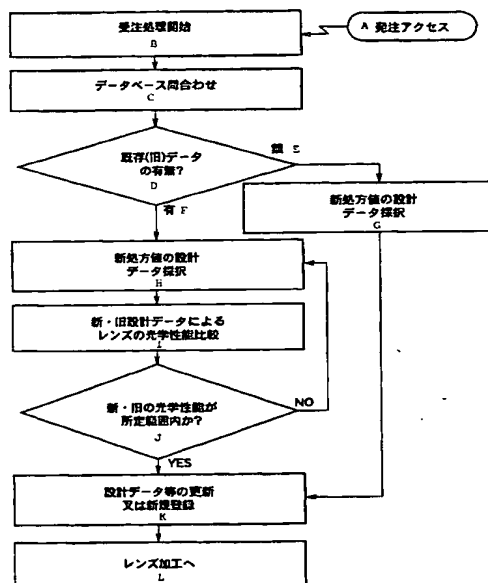 受注処理開始
B
A 発注アクセス
データベース問合わせ
C
既存(旧)データ
の有無?
D
無 E
有 F
新処方値の設計
データ採択
G
新処方値の設計
データ採択
H
新・旧設計データによる
レンズの光学性能比較
I
新・旧の光学性能が
所定範囲内か?
J
NO
YES
設計データ等の更新
又は新規登録
K
レンズ加工へ
L